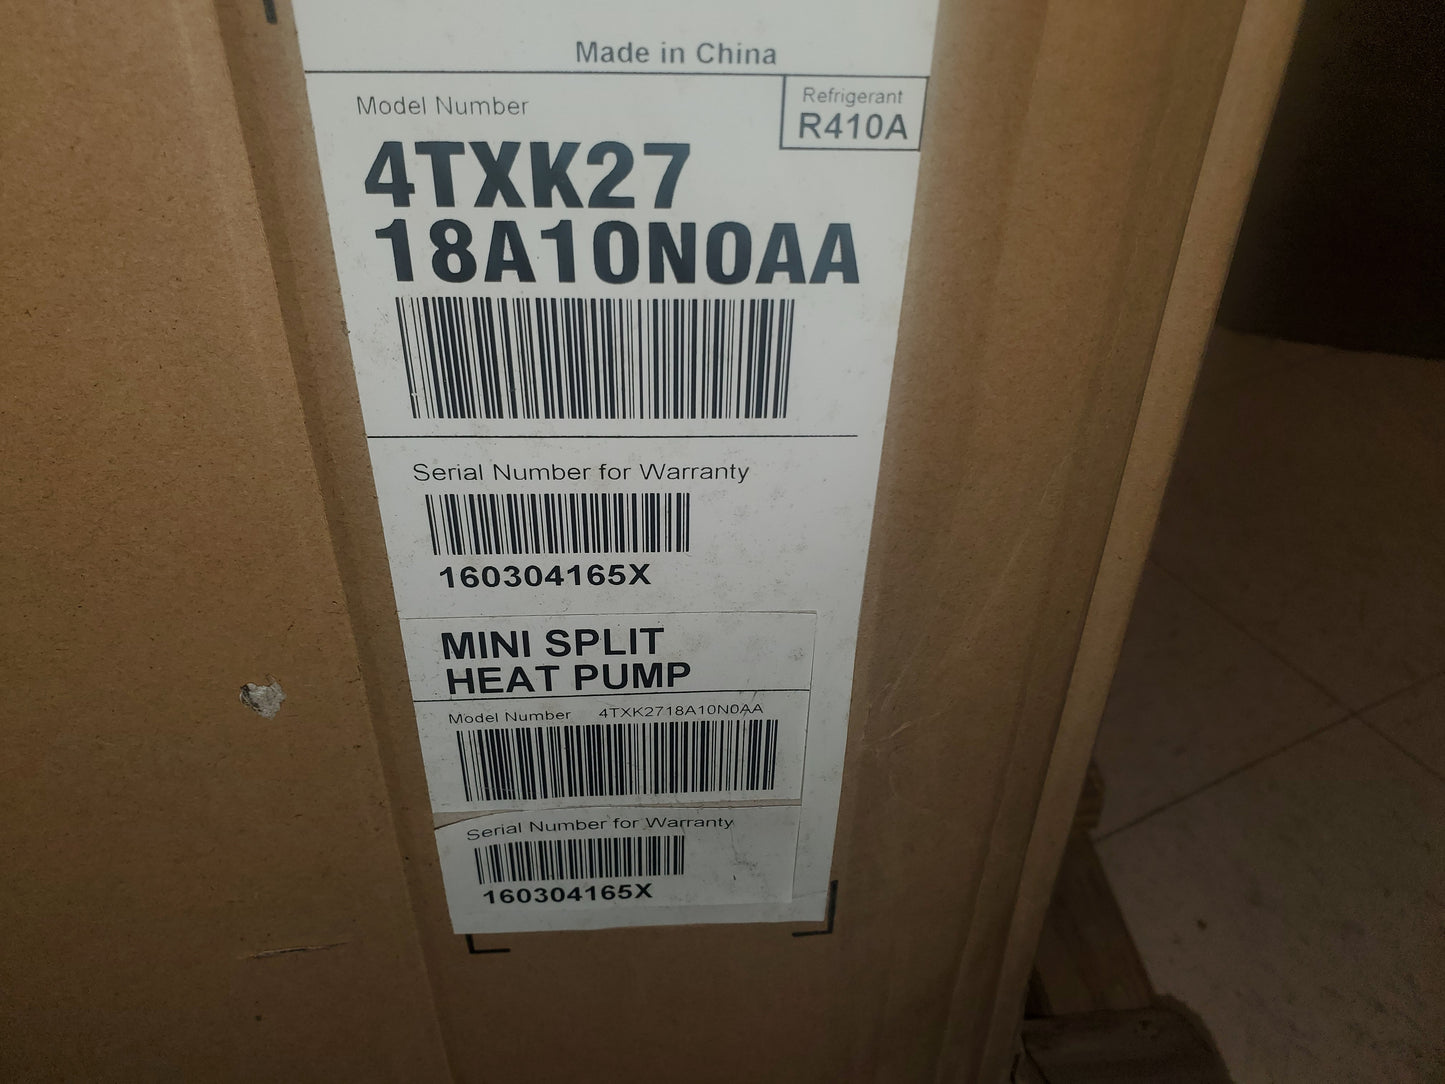 Made in China
Model Number
Refrigerant
R410A
4TXK27
18A10N0AA
Serial Number for Warranty
160304165X
MINI SPLIT
HEAT PUMP
Model Number 4TXK2718A10N0AA
Serial Number for Warranty
160304165X